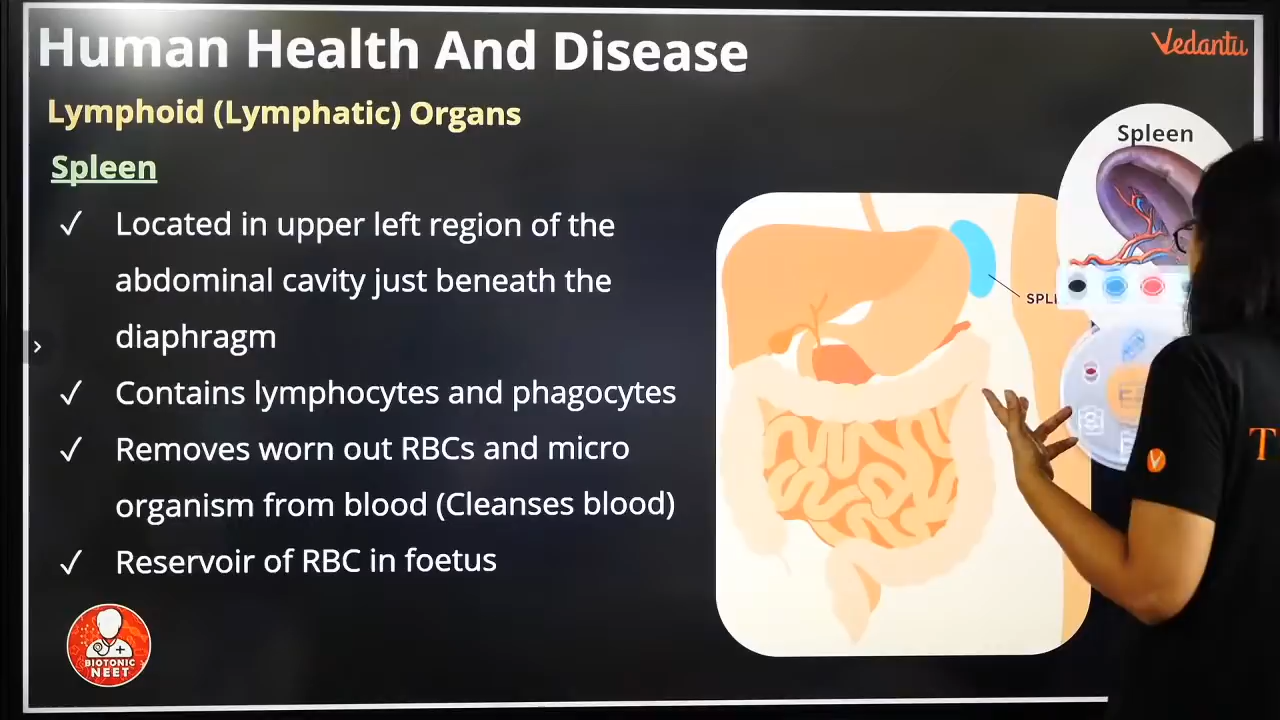 Human Health And Disease
Vedantu
Lymphoid (Lymphatic) Organs
Spleen
✓ Located in upper left region of the
abdominal cavity just beneath the
diaphragm
✓ Contains lymphocytes and phagocytes
✓ Removes worn out RBCs and micro
organism from blood (Cleanses blood)
✓ Reservoir of RBC in foetus
Spleen
BIOTONIC
NEET